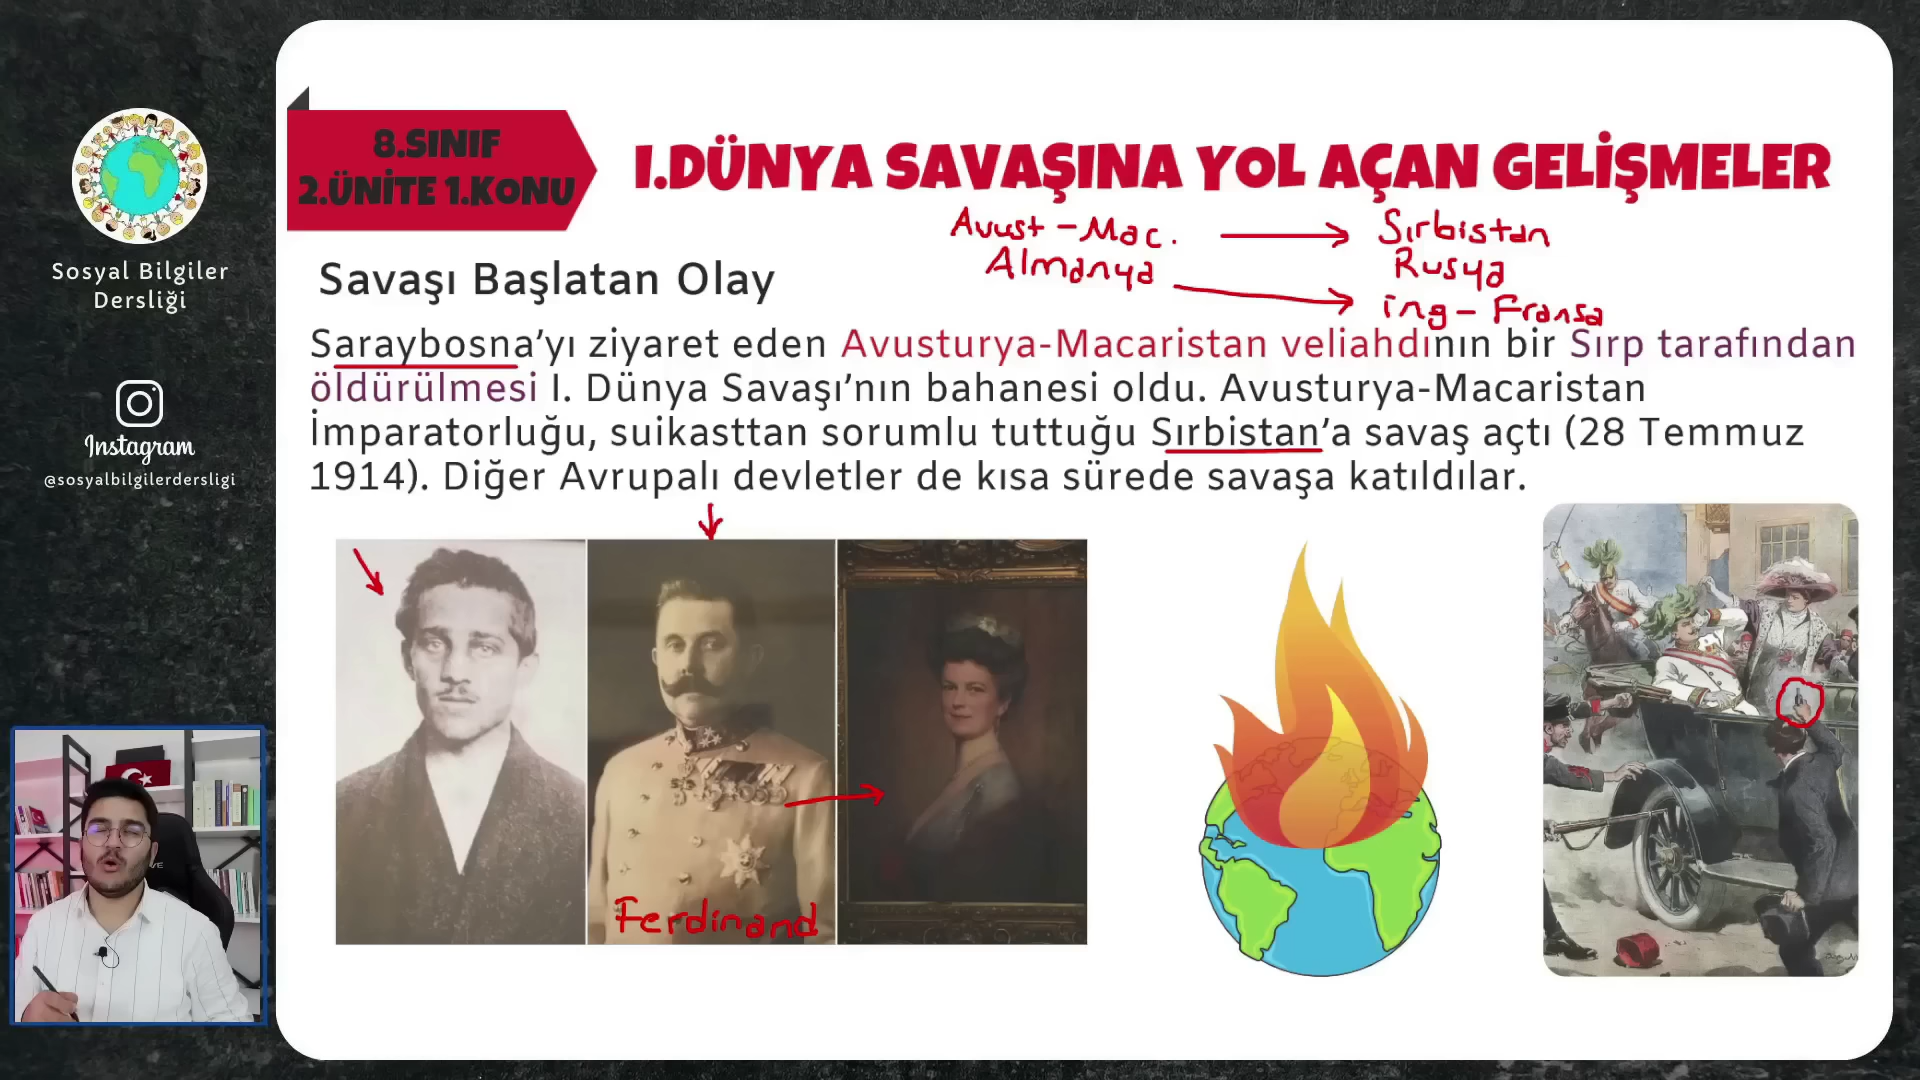 8.SINIF
2.ÜNİTE 1.KONU
I.DÜNYA SAVAŞINA YOL AÇAN GELİŞMELER
Avust - Mac. → Sırbistan
Almanya Rusya
→ ing - Fransa
Sosyal Bilgiler
Dersliği
Instagram
@sosyalbilgilerdersligi
Savaşı Başlatan Olay
Saraybosna’yı ziyaret eden Avusturya-Macaristan veliahdının bir Sırp tarafından
öldürülmesi I. Dünya Savaşı’nın bahanesi oldu. Avusturya-Macaristan
İmparatorluğu, suikasttan sorumlu tuttuğu Sırbistan’a savaş açtı (28 Temmuz
1914). Diğer Avrupalı devletler de kısa sürede savaşa katıldılar.
Ferdinand